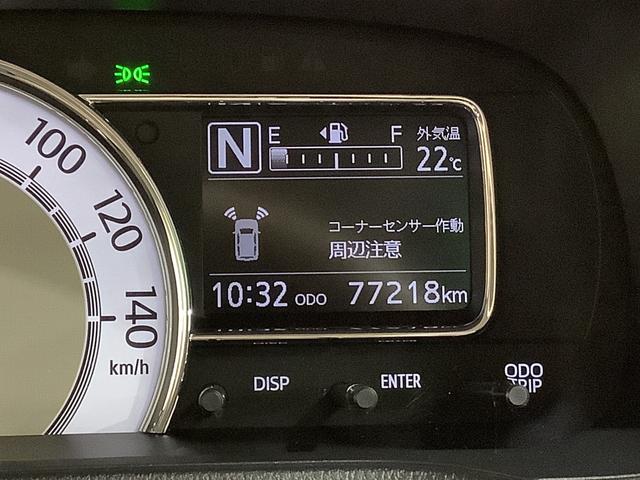 N E F 外気温
22℃
コーナーセンサー作動
周辺注意
10:32 ODO 77218km
100
120
140
km/h
DISP
ENTER
ODO
TRIP